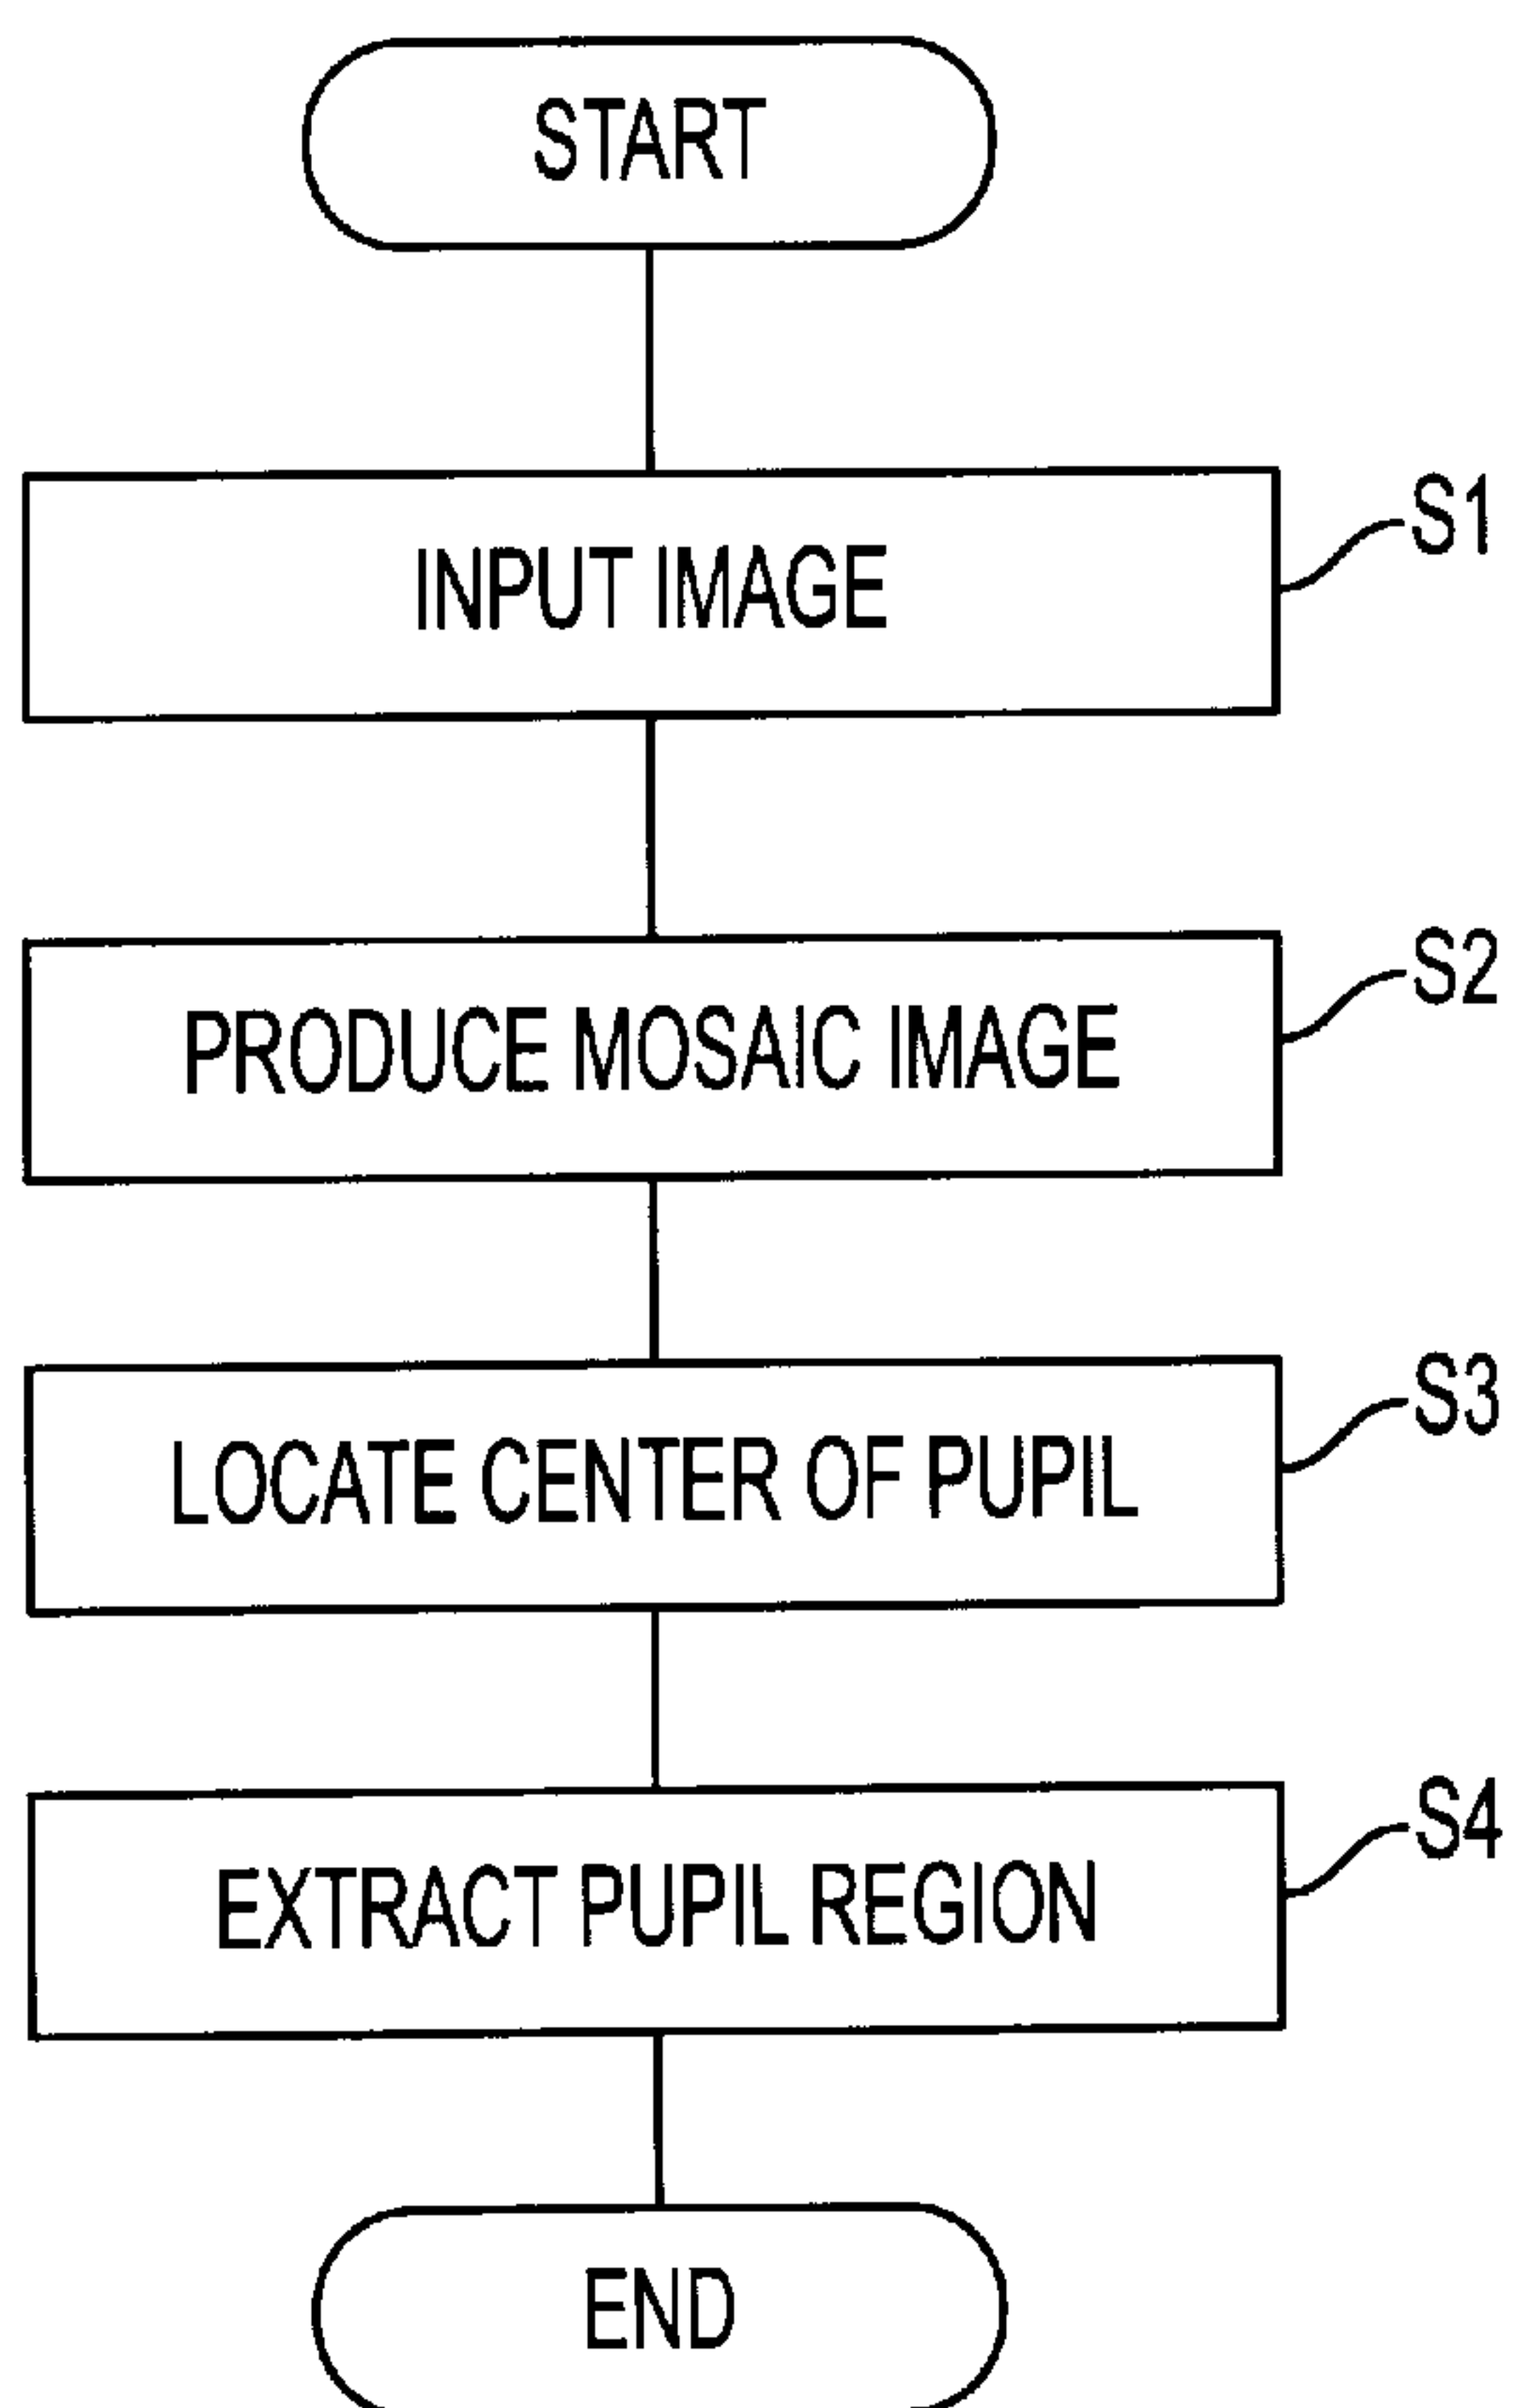 START
INPUT IMAGE
S1
PRODUCE MOSAIC IMAGE
S2
LOCATE CENTER OF PUPIL
S3
EXTRACT PUPIL REGION
S4
END